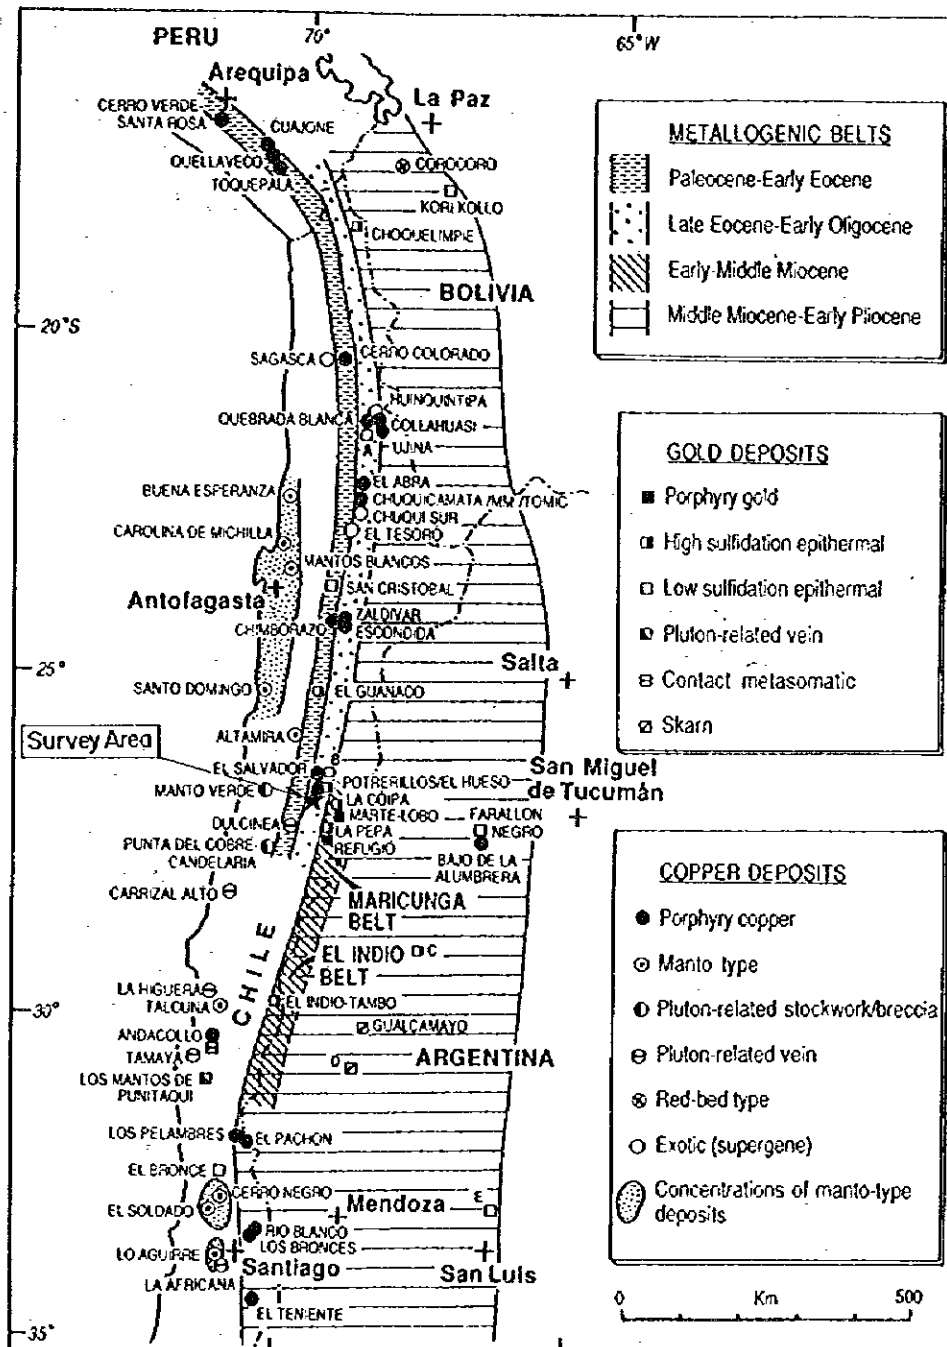 PERU
70°
65°W
Arequipa
La Paz
CERRO VERDE
SANTA ROSA
CUAJONE
QUELLAVECO
TOQUEPALA
COROCORO
KORI KOLLO
CHOQUELIMPIE
BOLIVIA
20°S
SAGASCA
CERRO COLORADO
HUINQUINTIPA
QUEBRADA BLANCA
COLLAHUASI
A
UJINA
EL ABRA
BUENA ESPERANZA
CHUQUICAMATA /MM /TOMIC
CHUQUI SUR
CAROLINA DE MICHILLA
EL TESORO
MANTOS BLANCOS
SAN CRISTOBAL
Antofagasta
ZALDIVAR
CHIMBORAZO
ESCONDIDA
25°
Salta
SANTO DOMINGO
EL GUANACO
ALTAMIRA
Survey Area
B
EL SALVADOR
San Miguel
de Tucumán
POTRERILLOS/EL HUESO
MANTO VERDE
LA COIPA
MARTE-LOBO
FARALLON
NEGRO
DULCINEA
LA PEPA
REFUGIO
PUNTA DEL COBRE
CANDELARIA
BAJO DE LA
ALUMBRERA
CARRIZAL ALTO
MARICUNGA
BELT
CHILE
EL INDIO
BELT
C
LA HIGUERA
TALCUNA
EL INDIO-TAMBO
30°
ANDACOLLO
GUALCAMAYO
TAMAYA
D
ARGENTINA
LOS MANTOS DE
PUNITAQUI
LOS PELAMBRES
EL PACHON
EL BRONCE
CERRO NEGRO
E
EL SOLDADO
Mendoza
RIO BLANCO
LOS BRONCES
LO AGUIRRE
Santiago
San Luis
LA AFRICANA
EL TENIENTE
35°
METALLOGENIC BELTS
Paleocene-Early Eocene
Late Eocene-Early Oligocene
Early-Middle Miocene
Middle Miocene-Early Pliocene
GOLD DEPOSITS
Porphyry gold
High sulfidation epithermal
Low sulfidation epithermal
Pluton-related vein
Contact metasomatic
Skarn
COPPER DEPOSITS
Porphyry copper
Manto type
Pluton-related stockwork/breccia
Pluton-related vein
Red-bed type
Exotic (supergene)
Concentrations of manto-type
deposits
0 Km 500